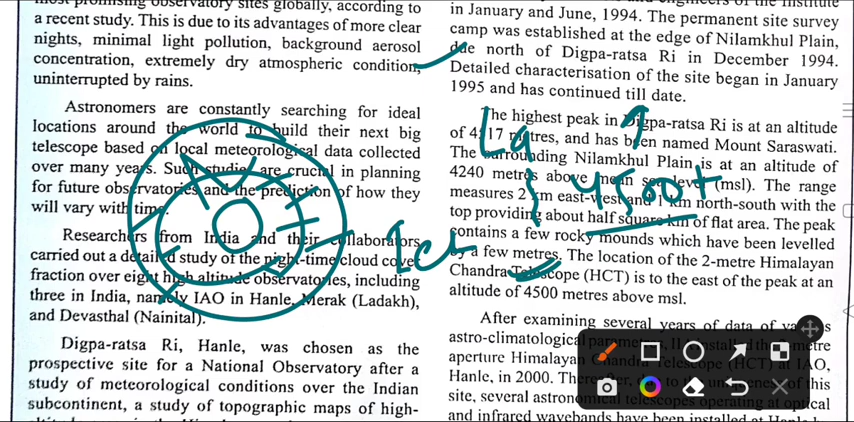 most promising observatory sites globally, according to
a recent study. This is due to its advantages of more clear
nights, minimal light pollution, background aerosol
concentration, extremely dry atmospheric condition,
uninterrupted by rains.
Astronomers are constantly searching for ideal
locations around the world to build their next big
telescope based on local meteorological data collected
over many years. Such studies are crucial in planning
for future observatories and the prediction of how they
will vary with time.
Researchers from India and their collaborators
carried out a detailed study of the night-time cloud cover
fraction over eight high altitude observatories, including
three in India, namely IAO in Hanle, Merak (Ladakh),
and Devasthal (Nainital).
Digpa-ratsa Ri, Hanle, was chosen as the
prospective site for a National Observatory after a
study of meteorological conditions over the Indian
subcontinent, a study of topographic maps of high-
of the Institute
in January and June, 1994. The permanent site survey
camp was established at the edge of Nilamkhul Plain,
due north of Digpa-ratsa Ri in December 1994.
Detailed characterisation of the site began in January
1995 and has continued till date.
The highest peak in Digpa-ratsa Ri is at an altitude
of 4517 metres, and has been named Mount Saraswati.
The surrounding Nilamkhul Plain is at an altitude of
4240 metres above mean sea level (msl). The range
measures 2 km east-west and 1 km north-south with the
top providing about half square km of flat area. The peak
contains a few rocky mounds which have been levelled
by a few metres. The location of the 2-metre Himalayan
Chandra Telescope (HCT) is to the east of the peak at an
altitude of 4500 metres above msl.
After examining several years of data of various
astro-climatological parameters, installed the metre
aperture Himalayan Chandra Telescope (HCT) at IAO,
Hanle, in 2000. this
site, several astronomical telescopes operating at optical
and infrared wavebands have been installed at Hanle
La
4500+